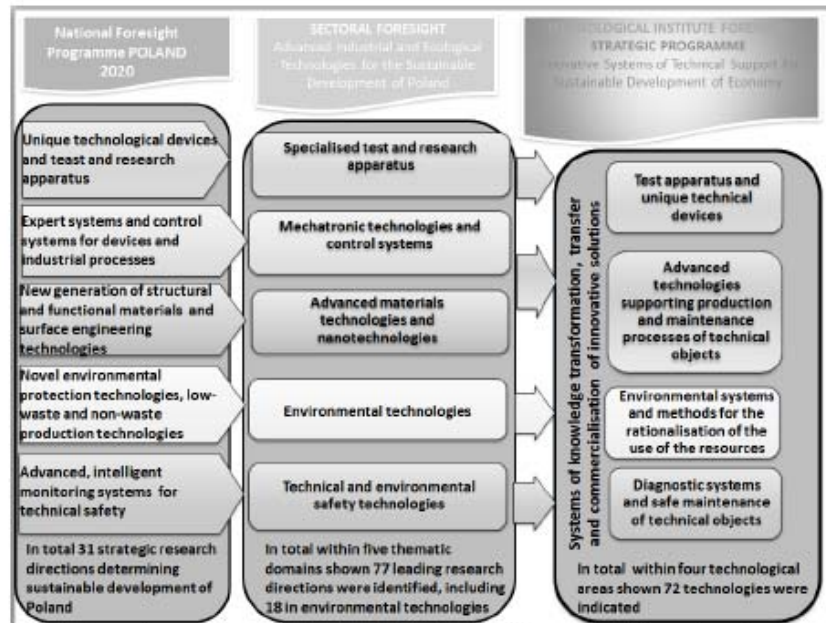 National Foresight
Programme POLAND
2020
SECTORAL FORESIGHT
Advanced Industrial and Ecological
Technologies for the Sustainable
Development of Poland
INSTITUTE
STRATEGIC PROGRAMME
Systems of Technical Support
Sustainable Development of Economy
Unique technological devices
and teast and research
apparatus
Expert systems and control
systems for devices and
industrial processes
New generation of structural
and functional materials and
surface engineering
technologies
Novel environmental
protection technologies, low-
waste and non-waste
production technologies
Advanced, intelligent
monitoring systems for
technical safety
In total 31 strategic research
directions determining
sustainable development of
Poland
Specialised test and research
apparatus
Mechatronic technologies and
control systems
Advanced materials
technologies and
nanotechnologies
Environmental technologies
Technical and environmental
safety technologies
In total within five thematic
domains shown 77 leading research
directions were identified, including
18 in environmental technologies
Systems of knowledge transformation, transfer
and commercialisation of innovative solutions
Test apparatus and
unique technical
devices
Advanced
technologies
supporting production
and maintenance
processes of technical
objects
Environmental systems
and methods for the
rationalisation of the
use of the resources
Diagnostic systems
and safe maintenance
of technical objects
In total within four technological
areas shown 72 technologies were
indicated